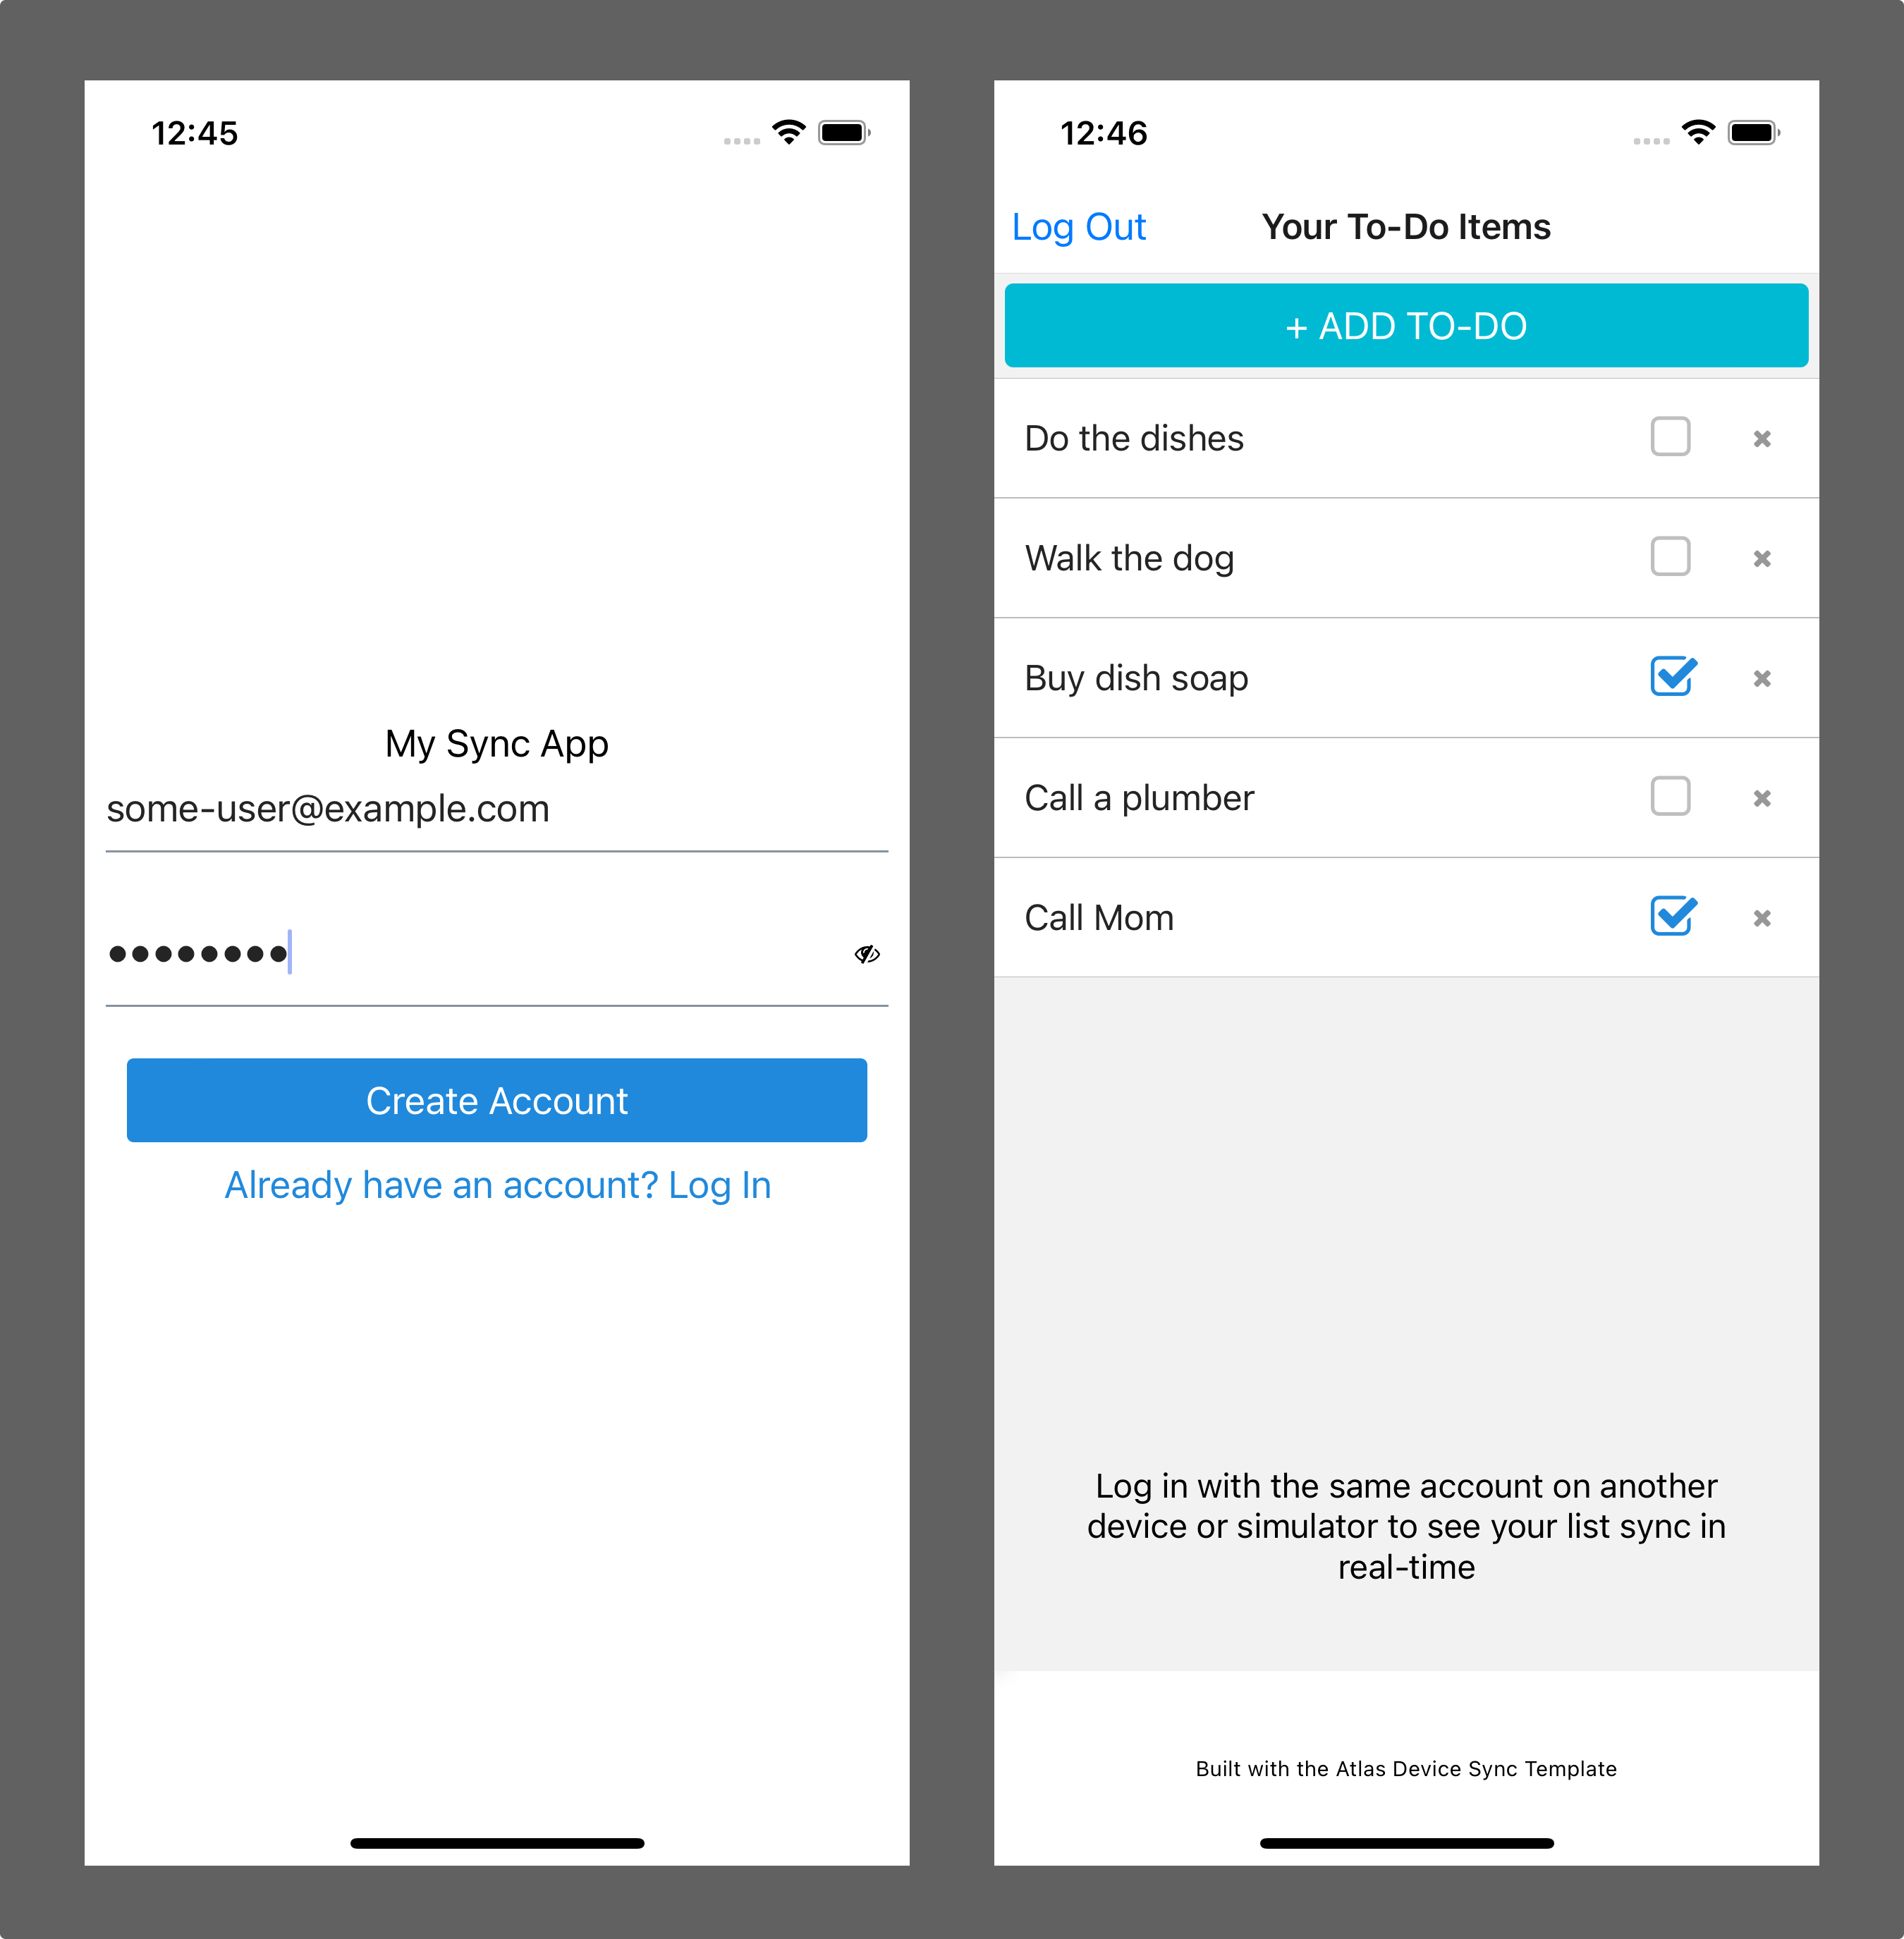 12:45
My Sync App
some-user@example.com
••••••••
Create Account
Already have an account? Log In
12:46
Log Out
Your To-Do Items
+ ADD TO-DO
Do the dishes
Walk the dog
Buy dish soap
Call a plumber
Call Mom
Log in with the same account on another
device or simulator to see your list sync in
real-time
Built with the Atlas Device Sync Template